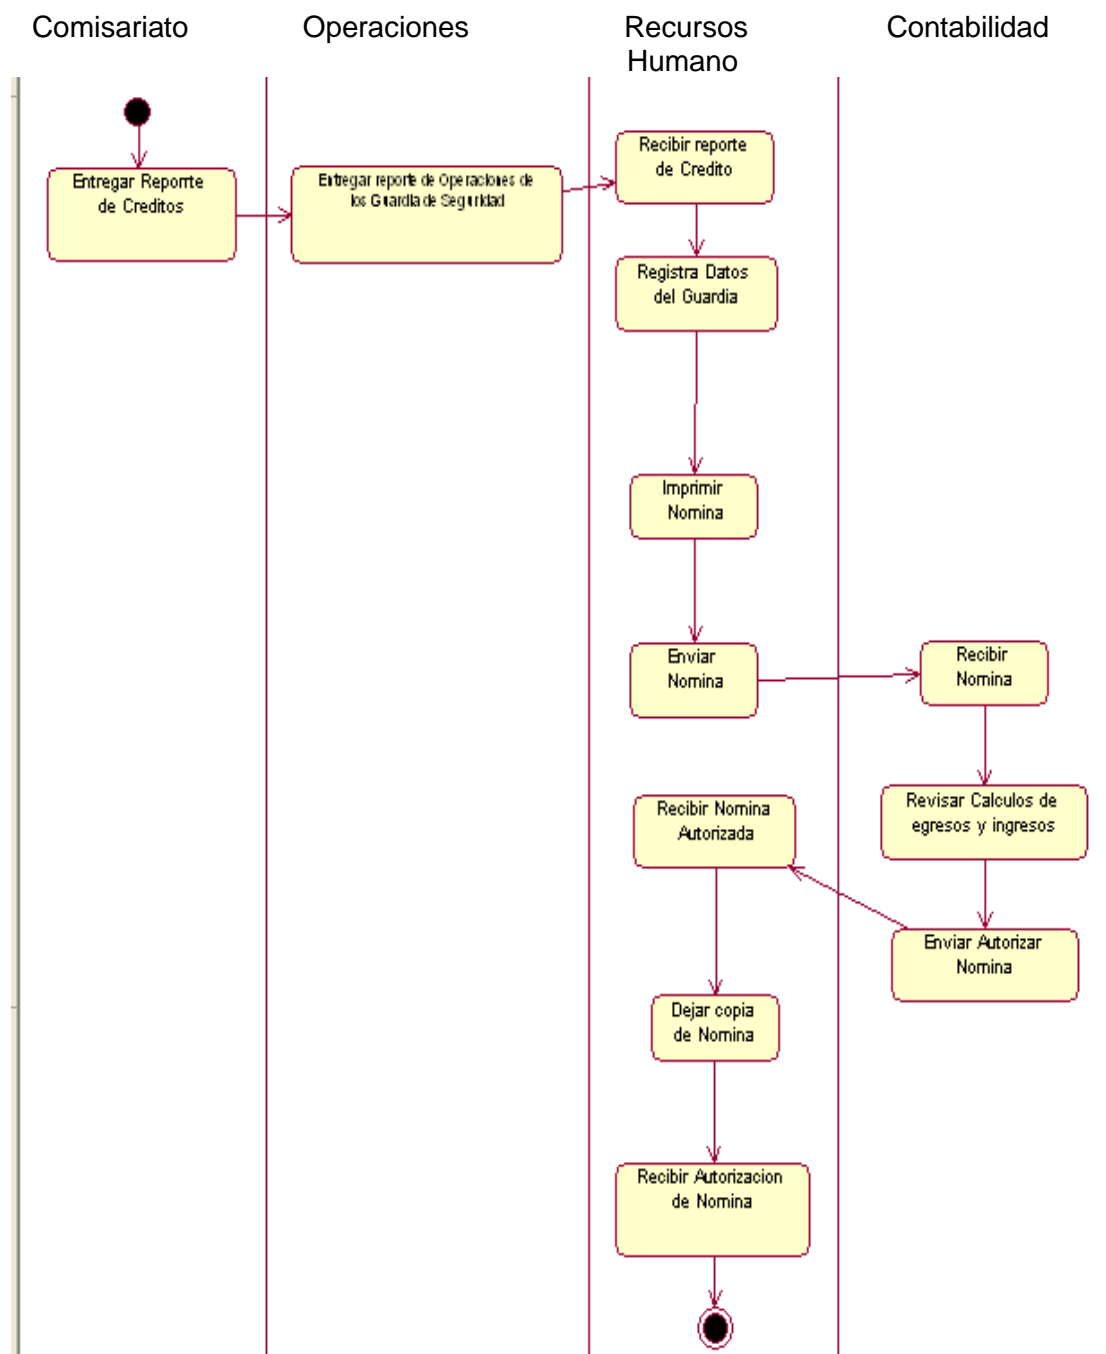 Comisariato
Operaciones
Recursos
Humano
Contabilidad
Entregar Reporrte
de Creditos
Entregar reporte de Operaciones de
los Guardia de Seguridad
Recibir reporte
de Credito
Registra Datos
del Guardia
Imprimir
Nomina
Enviar
Nomina
Recibir
Nomina
Revisar Calculos de
egresos y ingresos
Enviar Autorizar
Nomina
Recibir Nomina
Autorizada
Dejar copia
de Nomina
Recibir Autorizacion
de Nomina